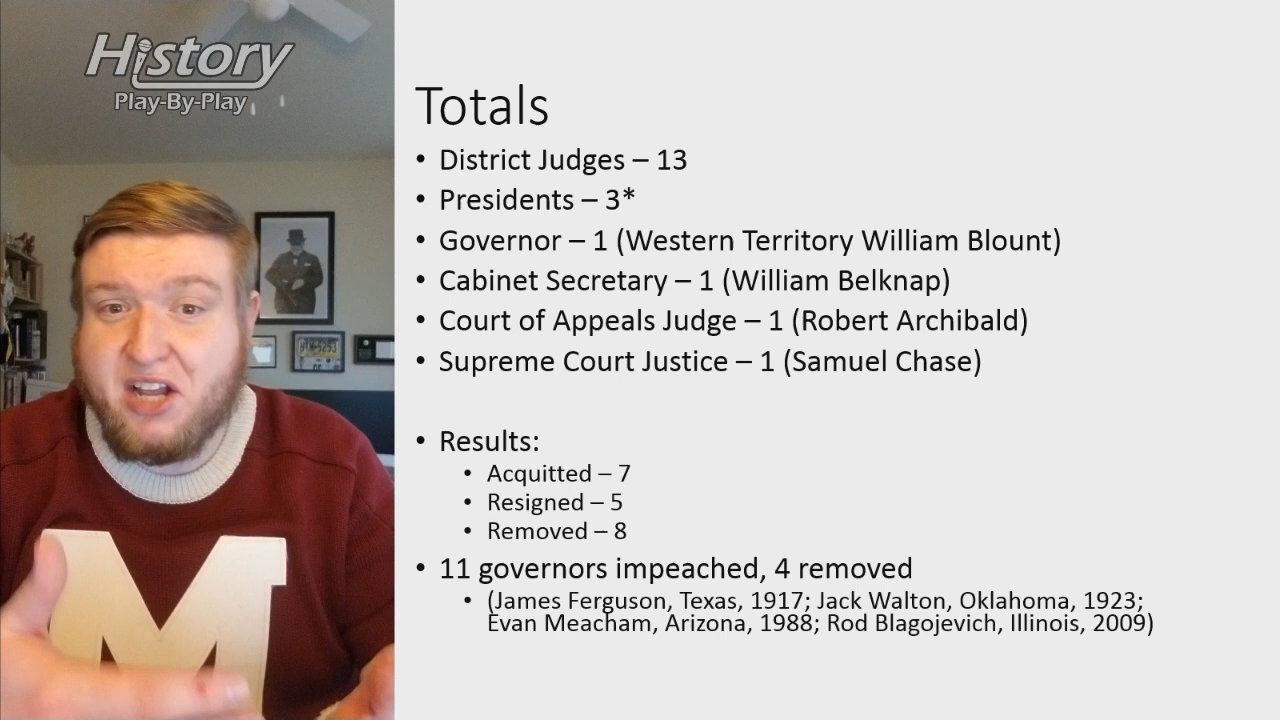 History
Play-By-Play
Totals
• District Judges – 13
• Presidents – 3*
• Governor – 1 (Western Territory William Blount)
• Cabinet Secretary – 1 (William Belknap)
• Court of Appeals Judge – 1 (Robert Archibald)
• Supreme Court Justice – 1 (Samuel Chase)
• Results:
• Acquitted – 7
• Resigned – 5
• Removed – 8
• 11 governors impeached, 4 removed
• (James Ferguson, Texas, 1917; Jack Walton, Oklahoma, 1923;
Evan Meacham, Arizona, 1988; Rod Blagojevich, Illinois, 2009)
M